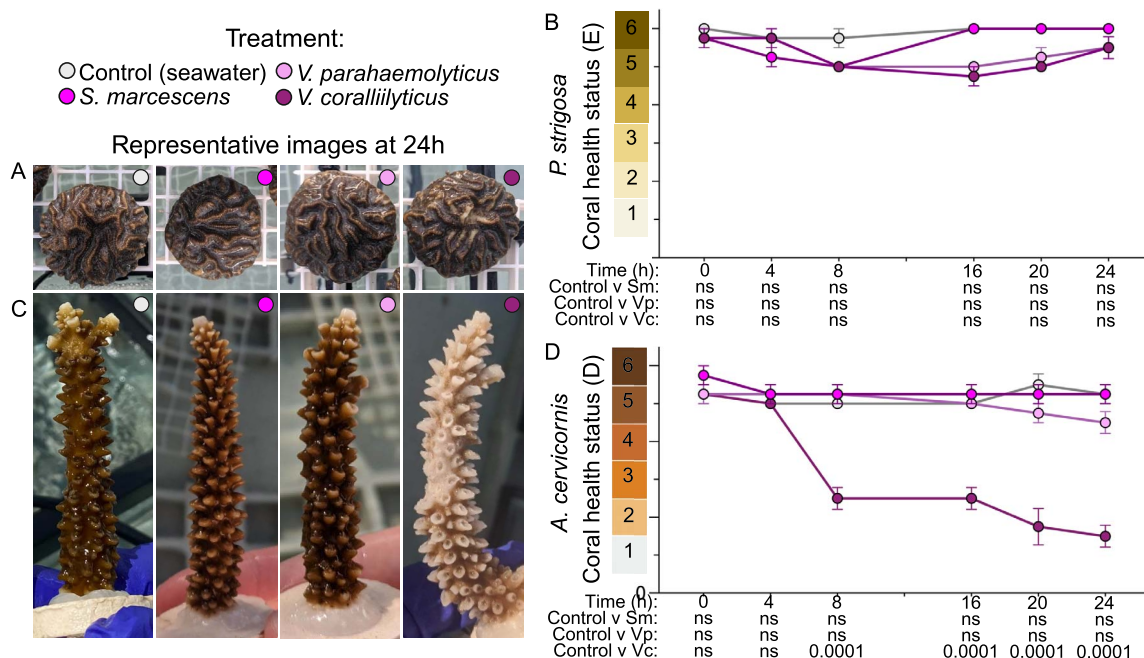 Treatment:
Control (seawater)
V. parahaemolyticus
S. marcescens
V. coralliilyticus
Representative images at 24h
A
C
B
P. strigosa
Coral health status (E)
6
5
4
3
2
1
Time (h): 0 4 8 16 20 24
Control v Sm: ns ns ns ns ns ns
Control v Vp: ns ns ns ns ns ns
Control v Vc: ns ns ns ns ns ns
D
A. cervicornis
Coral health status (D)
6
5
4
3
2
1
0
Time (h): 0 4 8 16 20 24
Control v Sm: ns ns ns ns ns ns
Control v Vp: ns ns ns ns ns ns
Control v Vc: ns ns 0.0001 0.0001 0.0001 0.0001